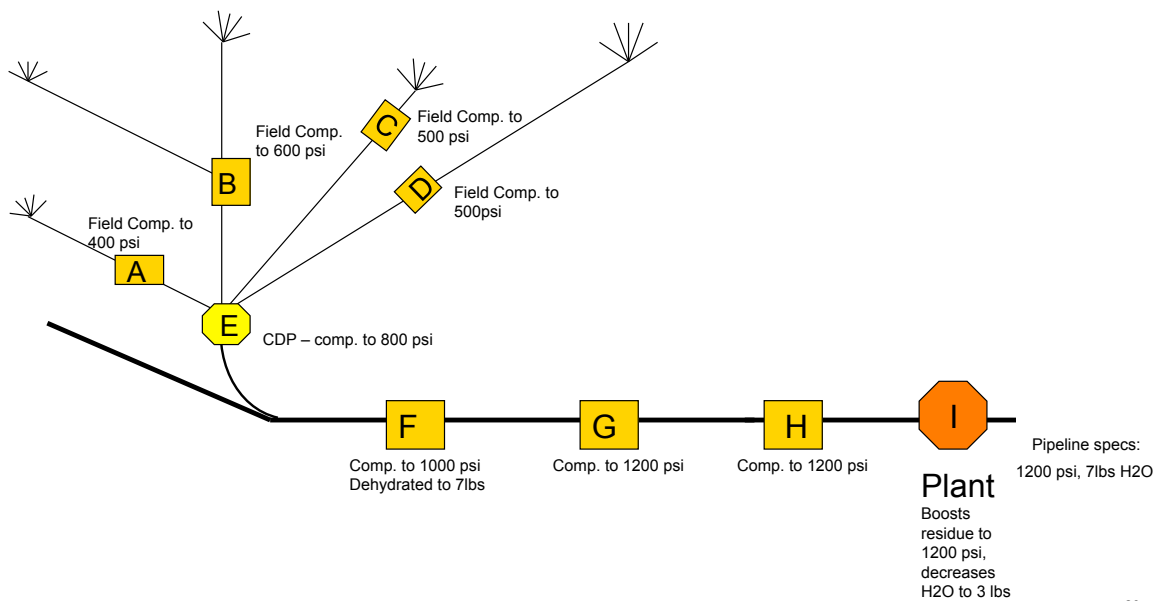 Field Comp. to
500 psi
C
Field Comp.
to 600 psi
B
D
Field Comp. to
500psi
Field Comp. to
400 psi
A
E
CDP – comp. to 800 psi
F
G
H
I
Comp. to 1000 psi
Dehydrated to 7lbs
Comp. to 1200 psi
Comp. to 1200 psi
Pipeline specs:
1200 psi, 7lbs H2O
Plant
Boosts
residue to
1200 psi,
decreases
H2O to 3 lbs